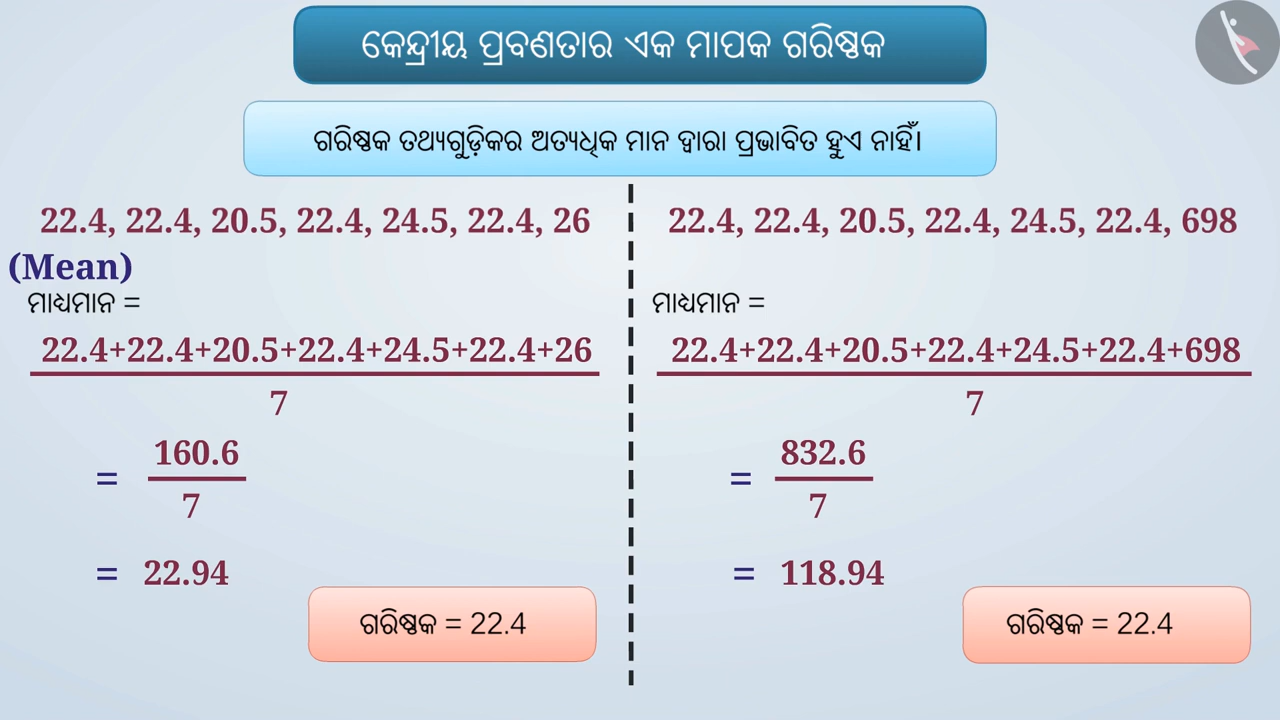 କେନ୍ଦ୍ରୀୟ ପ୍ରବଣତାର ଏକ ମାପକ ଗରିଷ୍ଠକ
ଗରିଷ୍ଠକ ତଥ୍ୟଗୁଡ଼ିକର ଅତ୍ୟଧିକ ମାନ ଦ୍ଵାରା ପ୍ରଭାବିତ ହୁଏ ନାହିଁ।
22.4, 22.4, 20.5, 22.4, 24.5, 22.4, 26
(Mean)
ମାଧ୍ୟମାନ =
22.4+22.4+20.5+22.4+24.5+22.4+26
7
= 160.6
7
= 22.94
ଗରିଷ୍ଠକ = 22.4
22.4, 22.4, 20.5, 22.4, 24.5, 22.4, 698
ମାଧ୍ୟମାନ =
22.4+22.4+20.5+22.4+24.5+22.4+698
7
= 832.6
7
= 118.94
ଗରିଷ୍ଠକ = 22.4